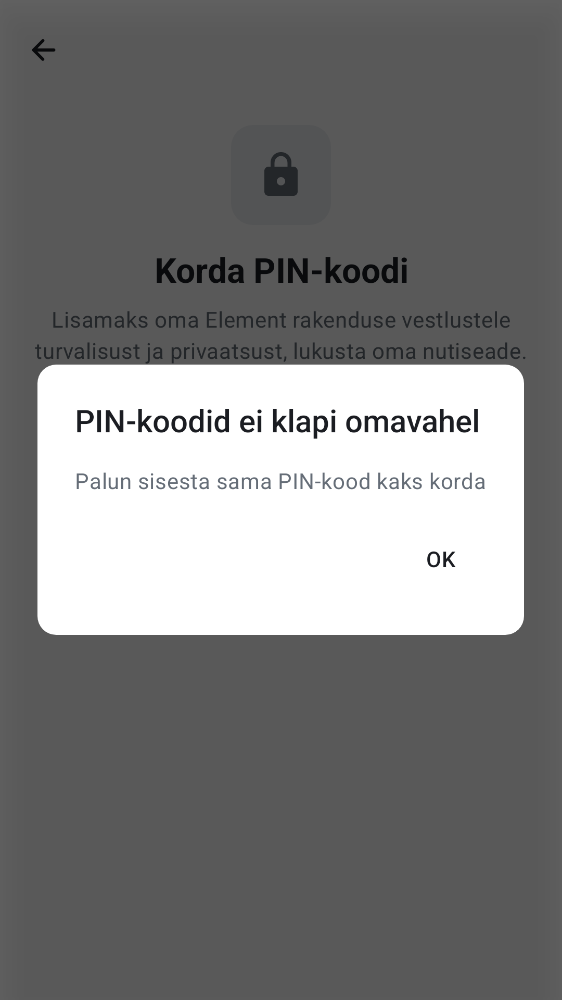 Korda PIN-koodi
Lisamaks oma Element rakenduse vestlustele
turvalisust ja privaatsust, lukusta oma nutiseade.
PIN-koodid ei klapi omavahel
Palun sisesta sama PIN-kood kaks korda
OK